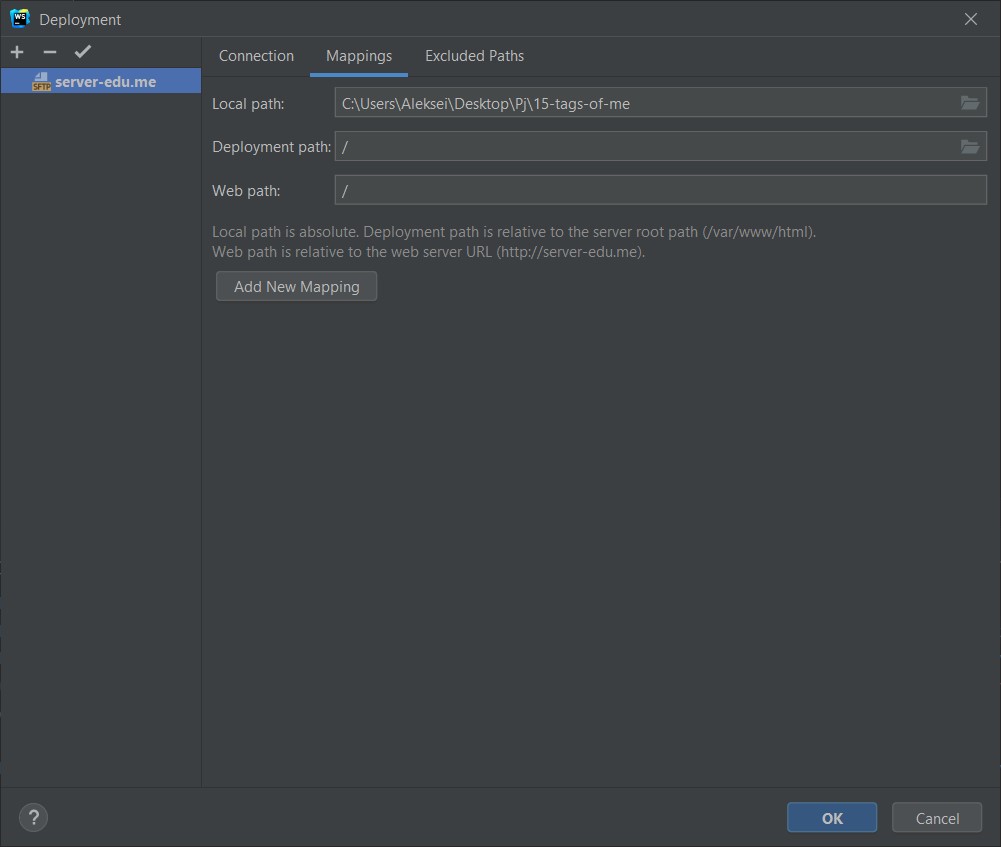 WS
Deployment
Connection
Mappings
Excluded Paths
SFTP
server-edu.me
Local path:
C:\Users\Aleksei\Desktop\Pj\15-tags-of-me
Deployment path:
/
Web path:
/
Local path is absolute. Deployment path is relative to the server root path (/var/www/html).
Web path is relative to the web server URL (http://server-edu.me).
Add New Mapping
?
OK
Cancel